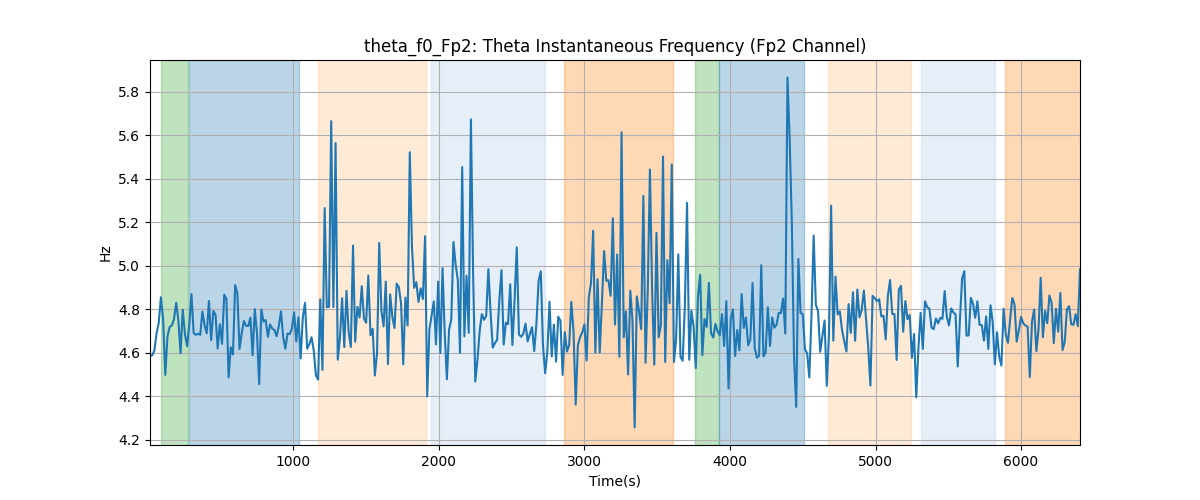 theta_f0_Fp2: Theta Instantaneous Frequency (Fp2 Channel)
Hz
5.8
5.6
5.4
5.2
5.0
4.8
4.6
4.4
4.2
1000 2000 3000 4000 5000 6000
Time(s)